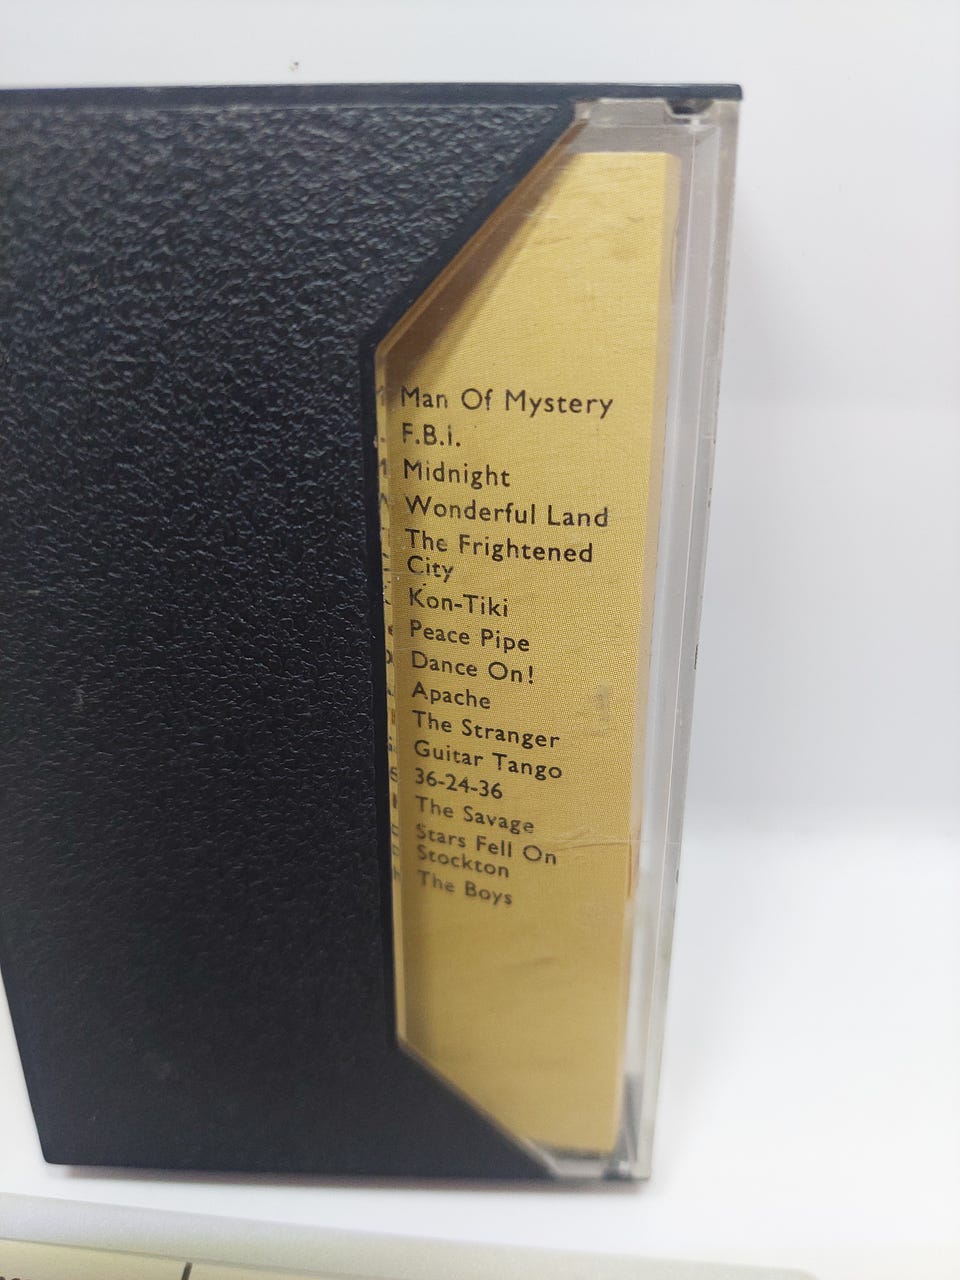 Man Of Mystery
F.B.I.
Midnight
Wonderful Land
The Frightened
City
Kon-Tiki
Peace Pipe
Dance On!
Apache
The Stranger
Guitar Tango
36-24-36
The Savage
Stars Fell On
Stockton
The Boys